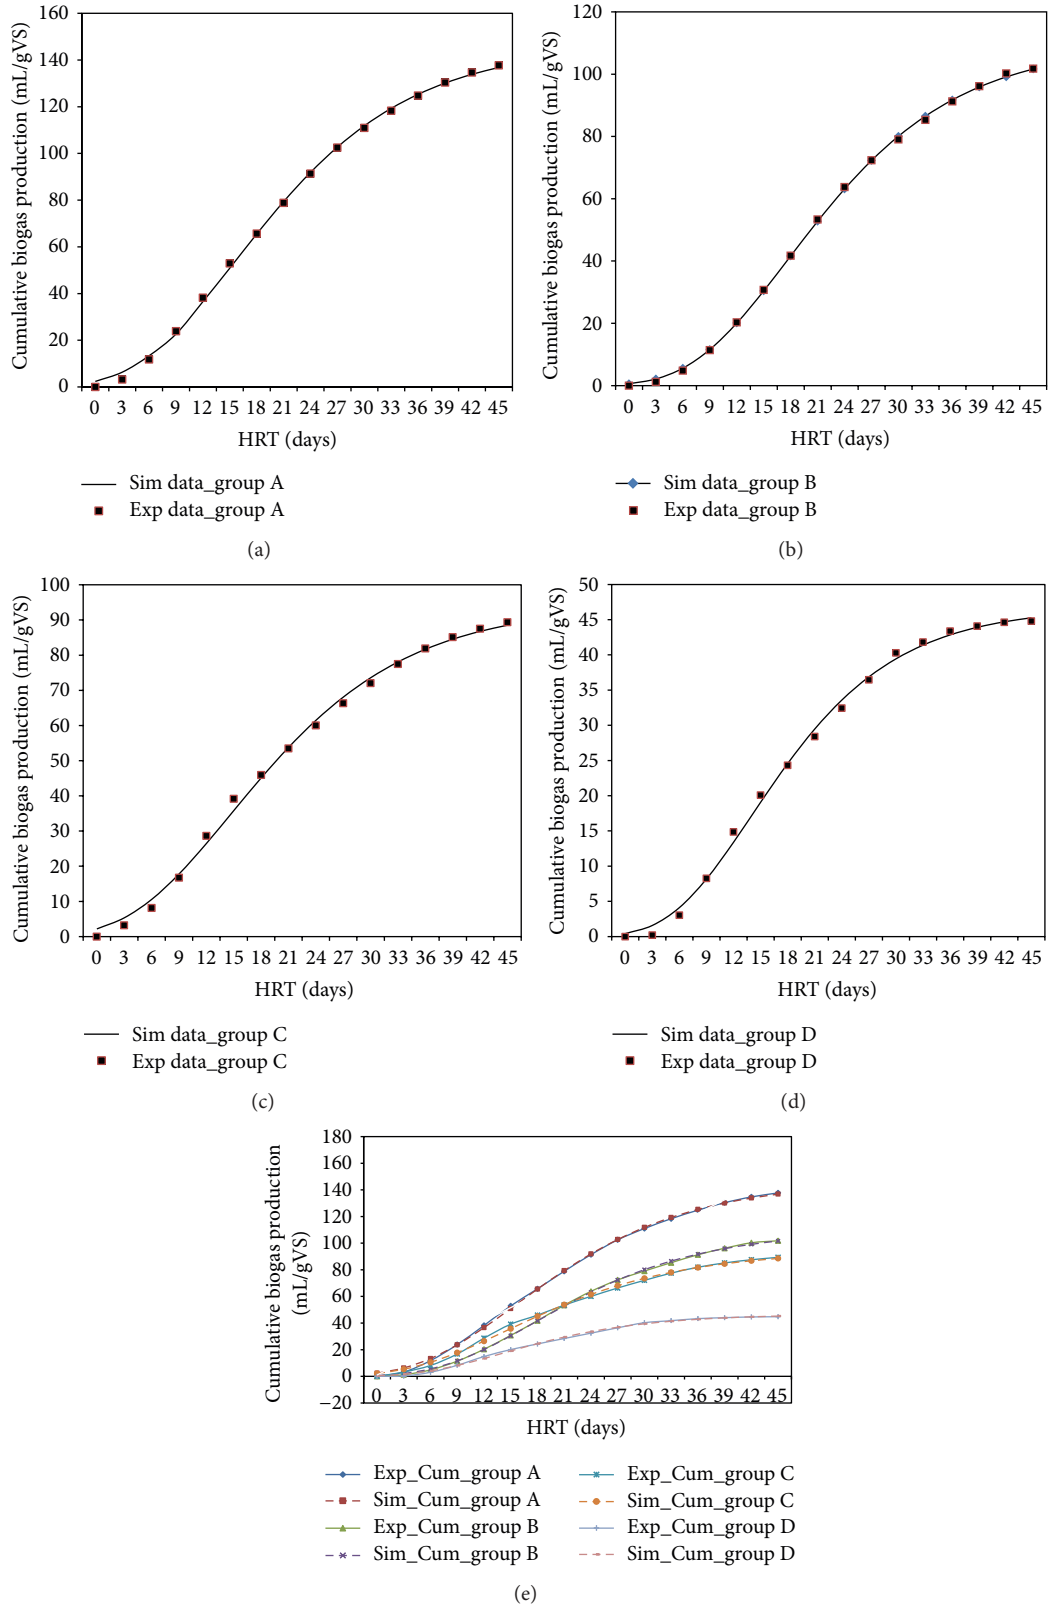 Cumulative biogas production (mL/gVS)
160
140
120
100
80
60
40
20
0
0 3 6 9 12 15 18 21 24 27 30 33 36 39 42 45
HRT (days)
Sim data_group A
Exp data_group A
(a)
Cumulative biogas production (mL/gVS)
120
100
80
60
40
20
0
0 3 6 9 12 15 18 21 24 27 30 33 36 39 42 45
HRT (days)
Sim data_group B
Exp data_group B
(b)
Cumulative biogas production (mL/gVS)
100
90
80
70
60
50
40
30
20
10
0
0 3 6 9 12 15 18 21 24 27 30 33 36 39 42 45
HRT (days)
Sim data_group C
Exp data_group C
(c)
Cumulative biogas production (mL/gVS)
50
45
40
35
30
25
20
15
10
5
0
0 3 6 9 12 15 18 21 24 27 30 33 36 39 42 45
HRT (days)
Sim data_group D
Exp data_group D
(d)
Cumulative biogas production
(mL/gVS)
180
160
140
120
100
80
60
40
20
0
−20
0 3 6 9 12 15 18 21 24 27 30 33 36 39 42 45
HRT (days)
Exp_Cum_group A
Sim_Cum_group A
Exp_Cum_group B
Sim_Cum_group B
Exp_Cum_group C
Sim_Cum_group C
Exp_Cum_group D
Sim_Cum_group D
(e)